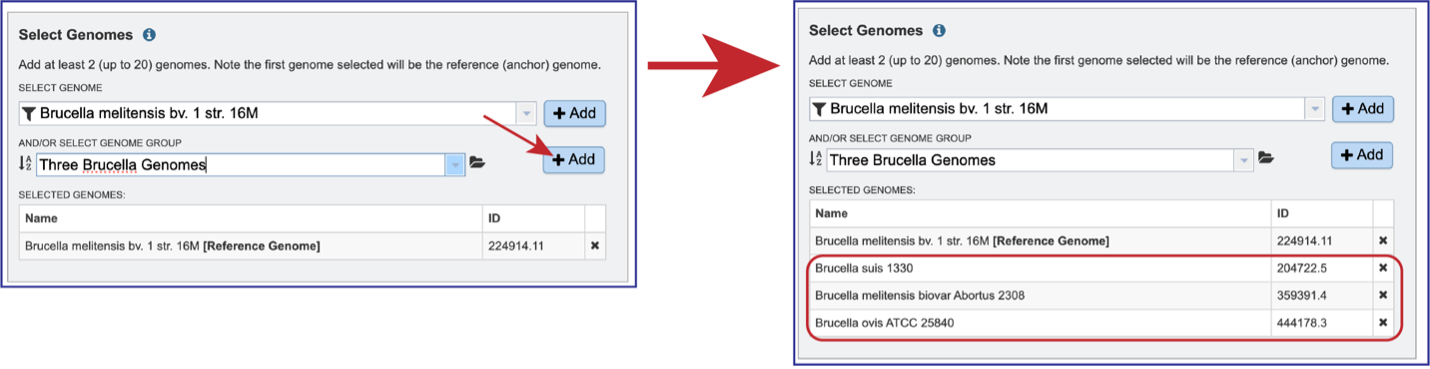 Select Genomes
Add at least 2 (up to 20) genomes. Note the first genome selected will be the reference (anchor) genome.
SELECT GENOME
Brucella melitensis bv. 1 str. 16M
+ Add
AND/OR SELECT GENOME GROUP
Three Brucella Genomes
+ Add
SELECTED GENOMES:
Name ID
Brucella melitensis bv. 1 str. 16M [Reference Genome] 224914.11
Select Genomes
Add at least 2 (up to 20) genomes. Note the first genome selected will be the reference (anchor) genome.
SELECT GENOME
Brucella melitensis bv. 1 str. 16M
+ Add
AND/OR SELECT GENOME GROUP
Three Brucella Genomes
+ Add
SELECTED GENOMES:
Name ID
Brucella melitensis bv. 1 str. 16M [Reference Genome] 224914.11
Brucella suis 1330 204722.5
Brucella melitensis biovar Abortus 2308 359391.4
Brucella ovis ATCC 25840 444178.3